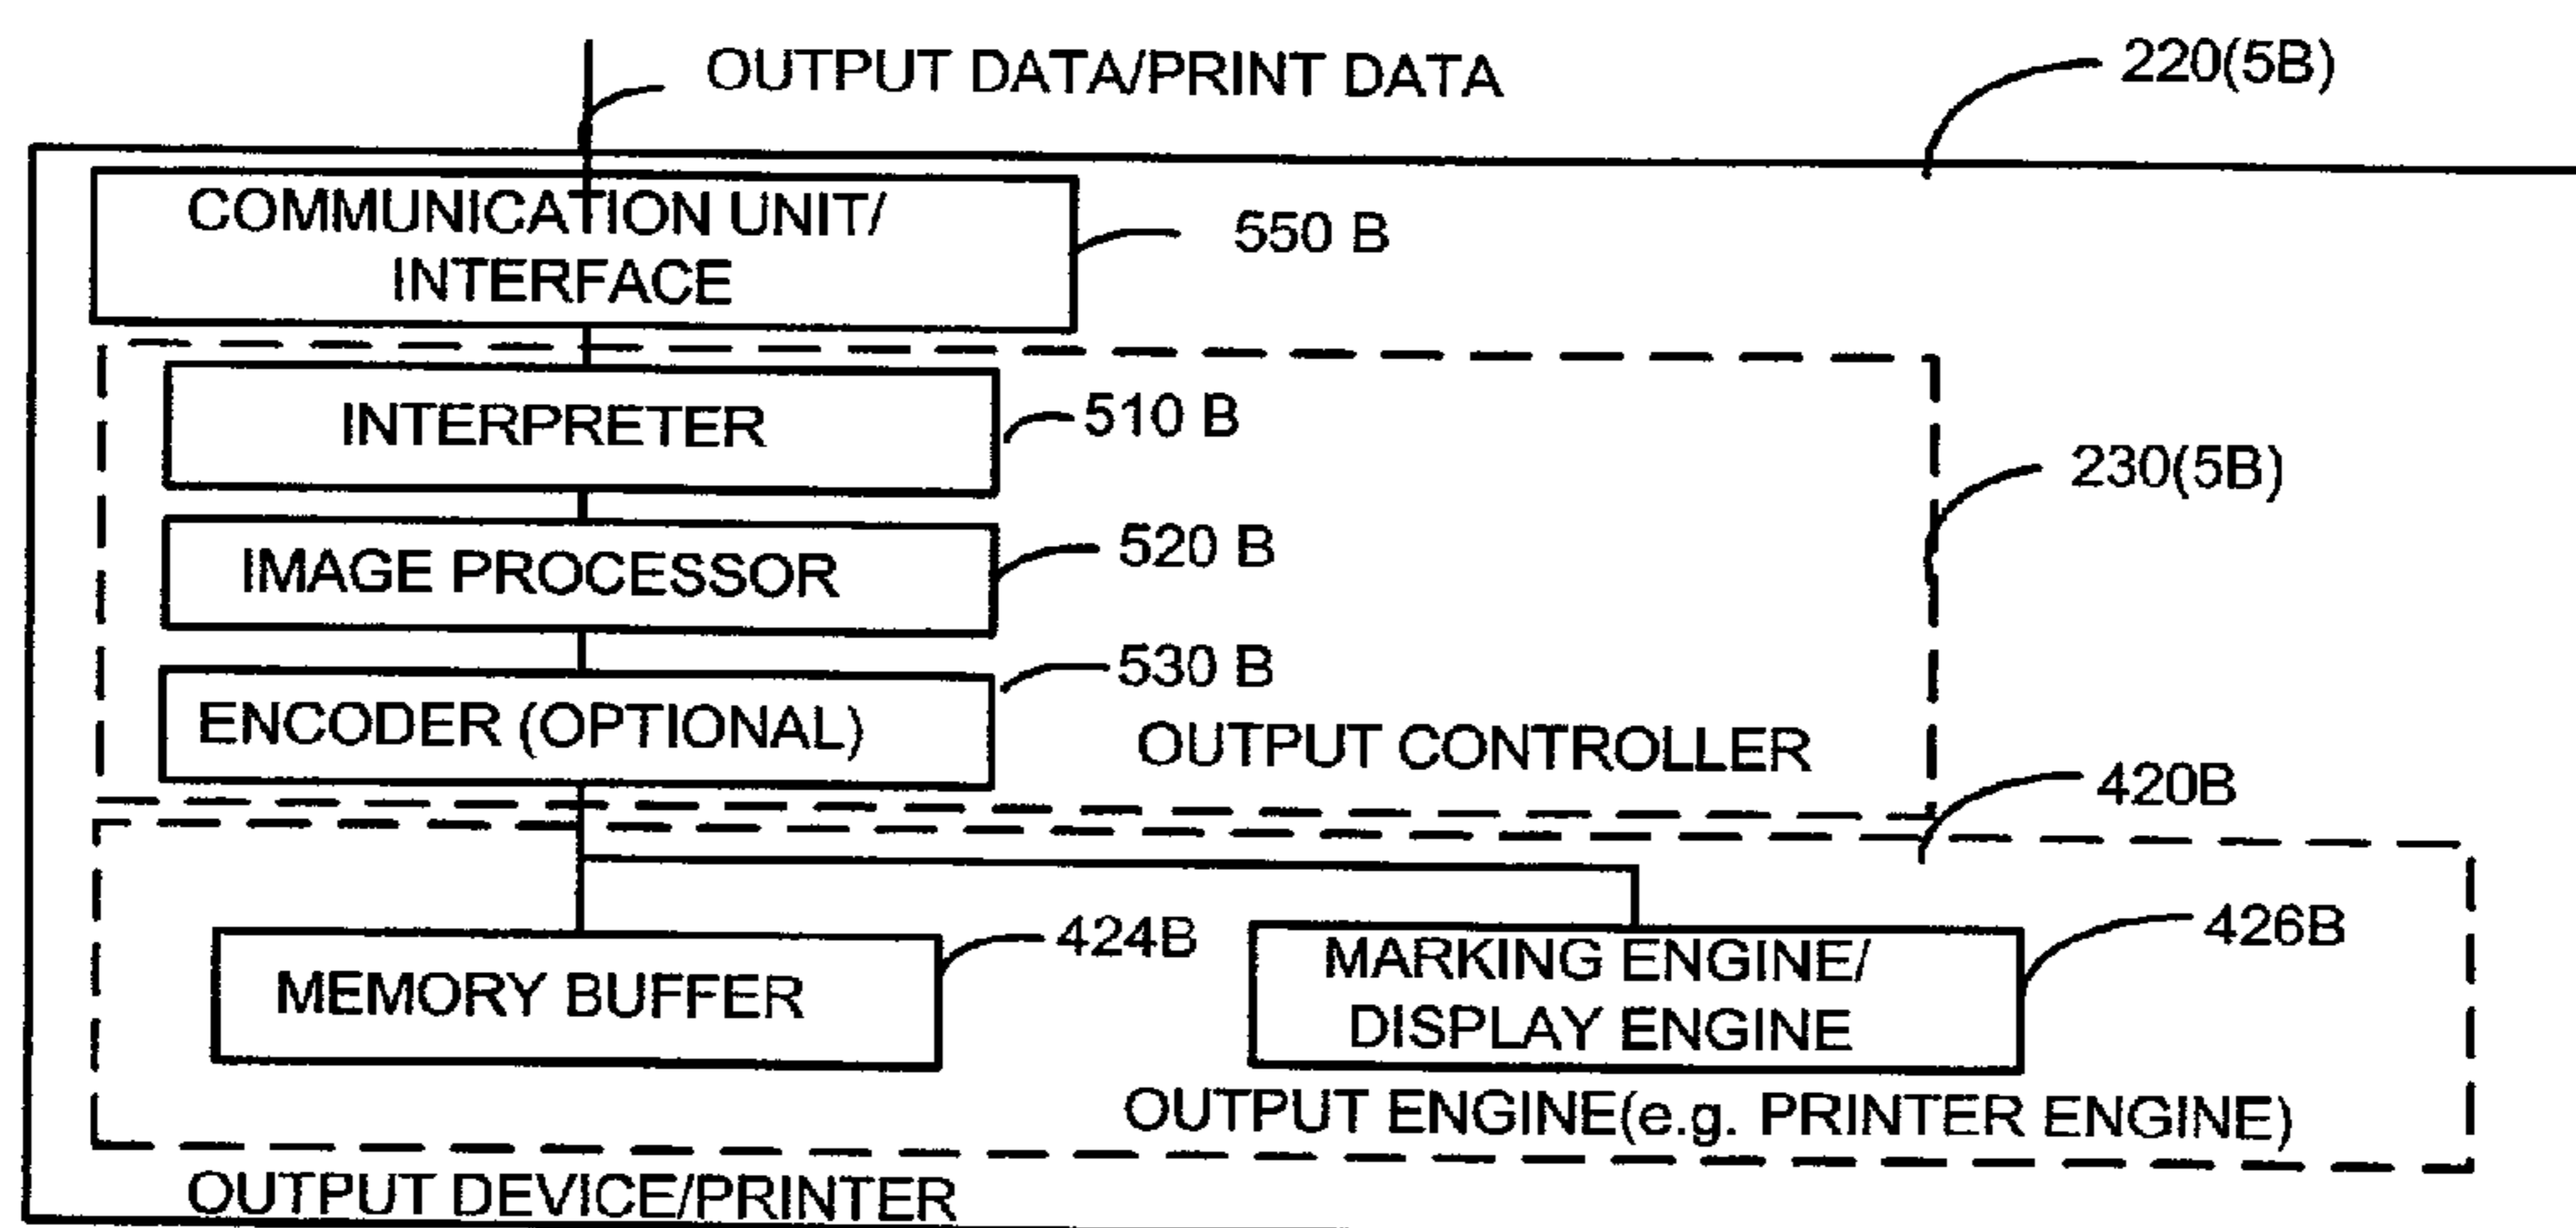 OUTPUT DATA/PRINT DATA
220(5B)
COMMUNICATION UNIT/
INTERFACE
550 B
INTERPRETER
510 B
230(5B)
IMAGE PROCESSOR
520 B
ENCODER (OPTIONAL)
530 B
OUTPUT CONTROLLER
420B
MEMORY BUFFER
424B
MARKING ENGINE/
DISPLAY ENGINE
426B
OUTPUT ENGINE(e.g. PRINTER ENGINE)
OUTPUT DEVICE/PRINTER